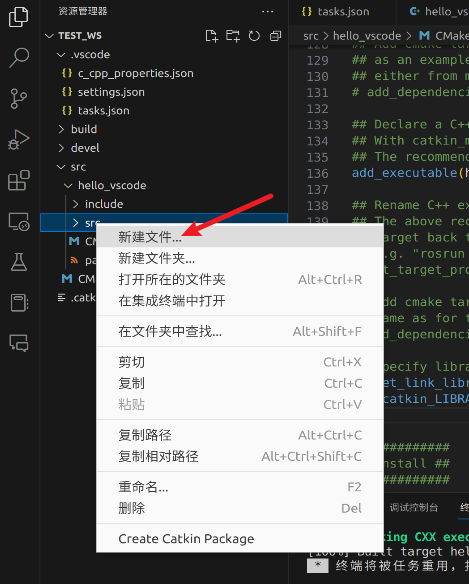 资源管理器
···
TEST_WS
.vscode
{} c_cpp_properties.json
{} settings.json
{} tasks.json
build
devel
src
hello_vscode
include
src
CM
pa
CM
.catk
新建文件...
新建文件夹...
打开所在的文件夹 Alt+Ctrl+R
在集成终端中打开
在文件夹中查找... Alt+Shift+F
剪切 Ctrl+X
复制 Ctrl+C
粘贴 Ctrl+V
复制路径 Alt+Ctrl+C
复制相对路径 Alt+Ctrl+Shift+C
重命名... F2
删除 Del
Create Catkin Package
{} tasks.json
hello_v
src > hello_vscode > CMake
128 ## Add cmake tar
129 ## as an example
130 ## either from m
131 # add_dependenci
132
133 ## Declare a C++
134 ## With catkin_m
135 ## The recommend
136 add_executable(h
137
138 ## Rename C++ ex
139 ## The above rec
target back t
e.g. "rosrun
t_target_pro
dd cmake tar
ame as for t
d_dependenci
pecify libra
et_link_libr
catkin_LIBRA
#########
nstall ##
#########
调试控制台
终
king CXX exec
[100%] Built target hel
* 终端将被任务重用，按